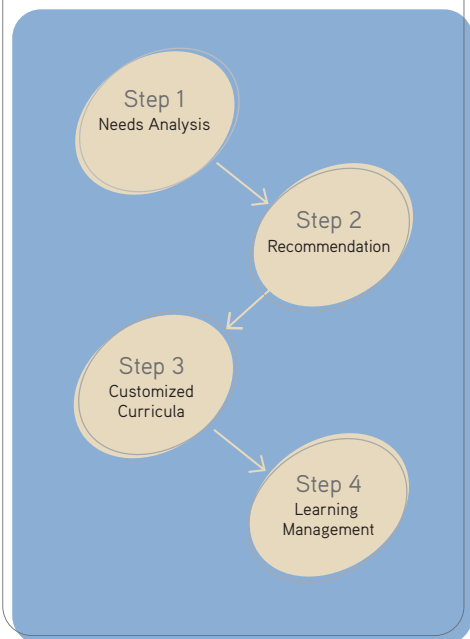 Step 1
Needs Analysis
Step 2
Recommendation
Step 3
Customized
Curricula
Step 4
Learning
Management